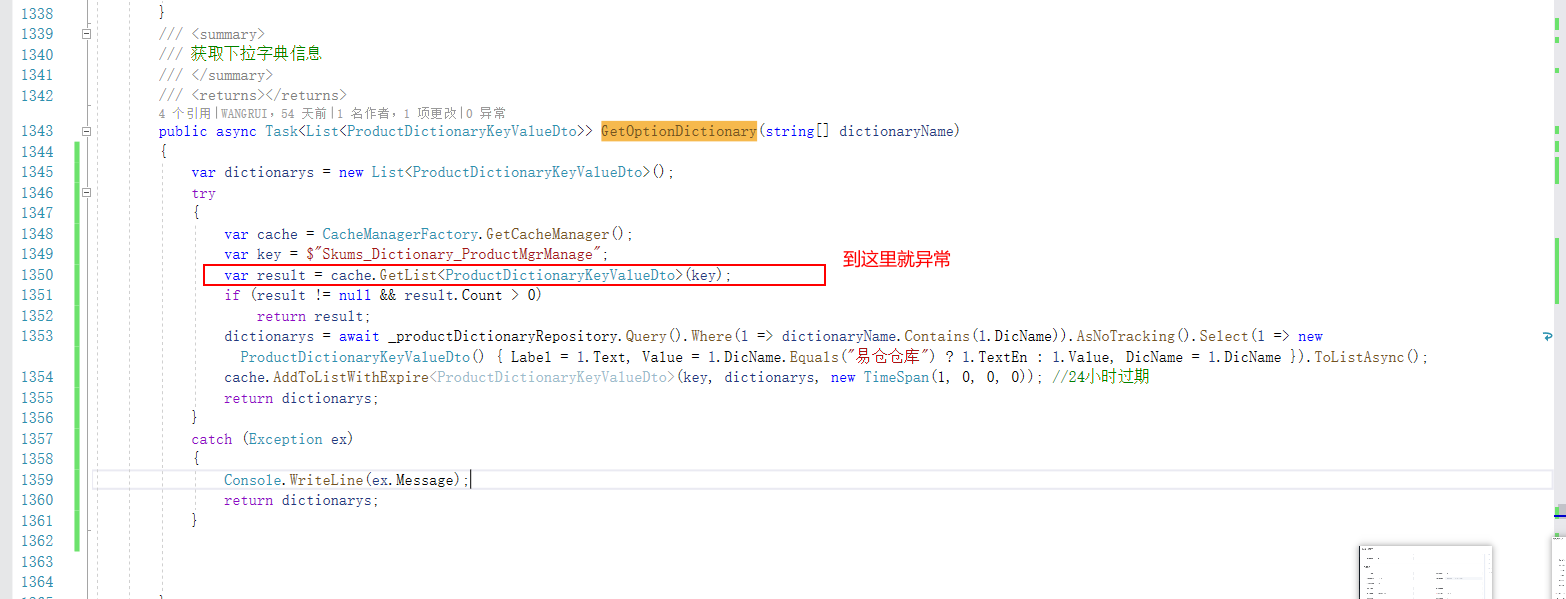 1338 }
1339 /// <summary>
1340 /// 获取下拉字典信息
1341 /// </summary>
1342 /// <returns></returns>
4 个引用|WANGRUI，54 天前|1 名作者，1 项更改|0 异常
1343 public async Task<List<ProductDictionaryKeyValueDto>> GetOptionDictionary(string[] dictionaryName)
1344 {
1345 var dictionarys = new List<ProductDictionaryKeyValueDto>();
1346 try
1347 {
1348 var cache = CacheManagerFactory.GetCacheManager();
1349 var key = $"Skums_Dictionary_ProductMgrManage";
到这里就异常
1350 var result = cache.GetList<ProductDictionaryKeyValueDto>(key);
1351 if (result != null && result.Count > 0)
1352 return result;
1353 dictionarys = await _productDictionaryRepository.Query().Where(l => dictionaryName.Contains(l.DicName)).AsNoTracking().Select(l => new
ProductDictionaryKeyValueDto() { Label = l.Text, Value = l.DicName.Equals("易仓仓库") ? l.TextEn : l.Value, DicName = l.DicName }).ToListAsync();
1354 cache.AddToListWithExpire<ProductDictionaryKeyValueDto>(key, dictionarys, new TimeSpan(1, 0, 0, 0)); //24小时过期
1355 return dictionarys;
1356 }
1357 catch (Exception ex)
1358 {
1359 Console.WriteLine(ex.Message);
1360 return dictionarys;
1361 }
1362
1363
1364